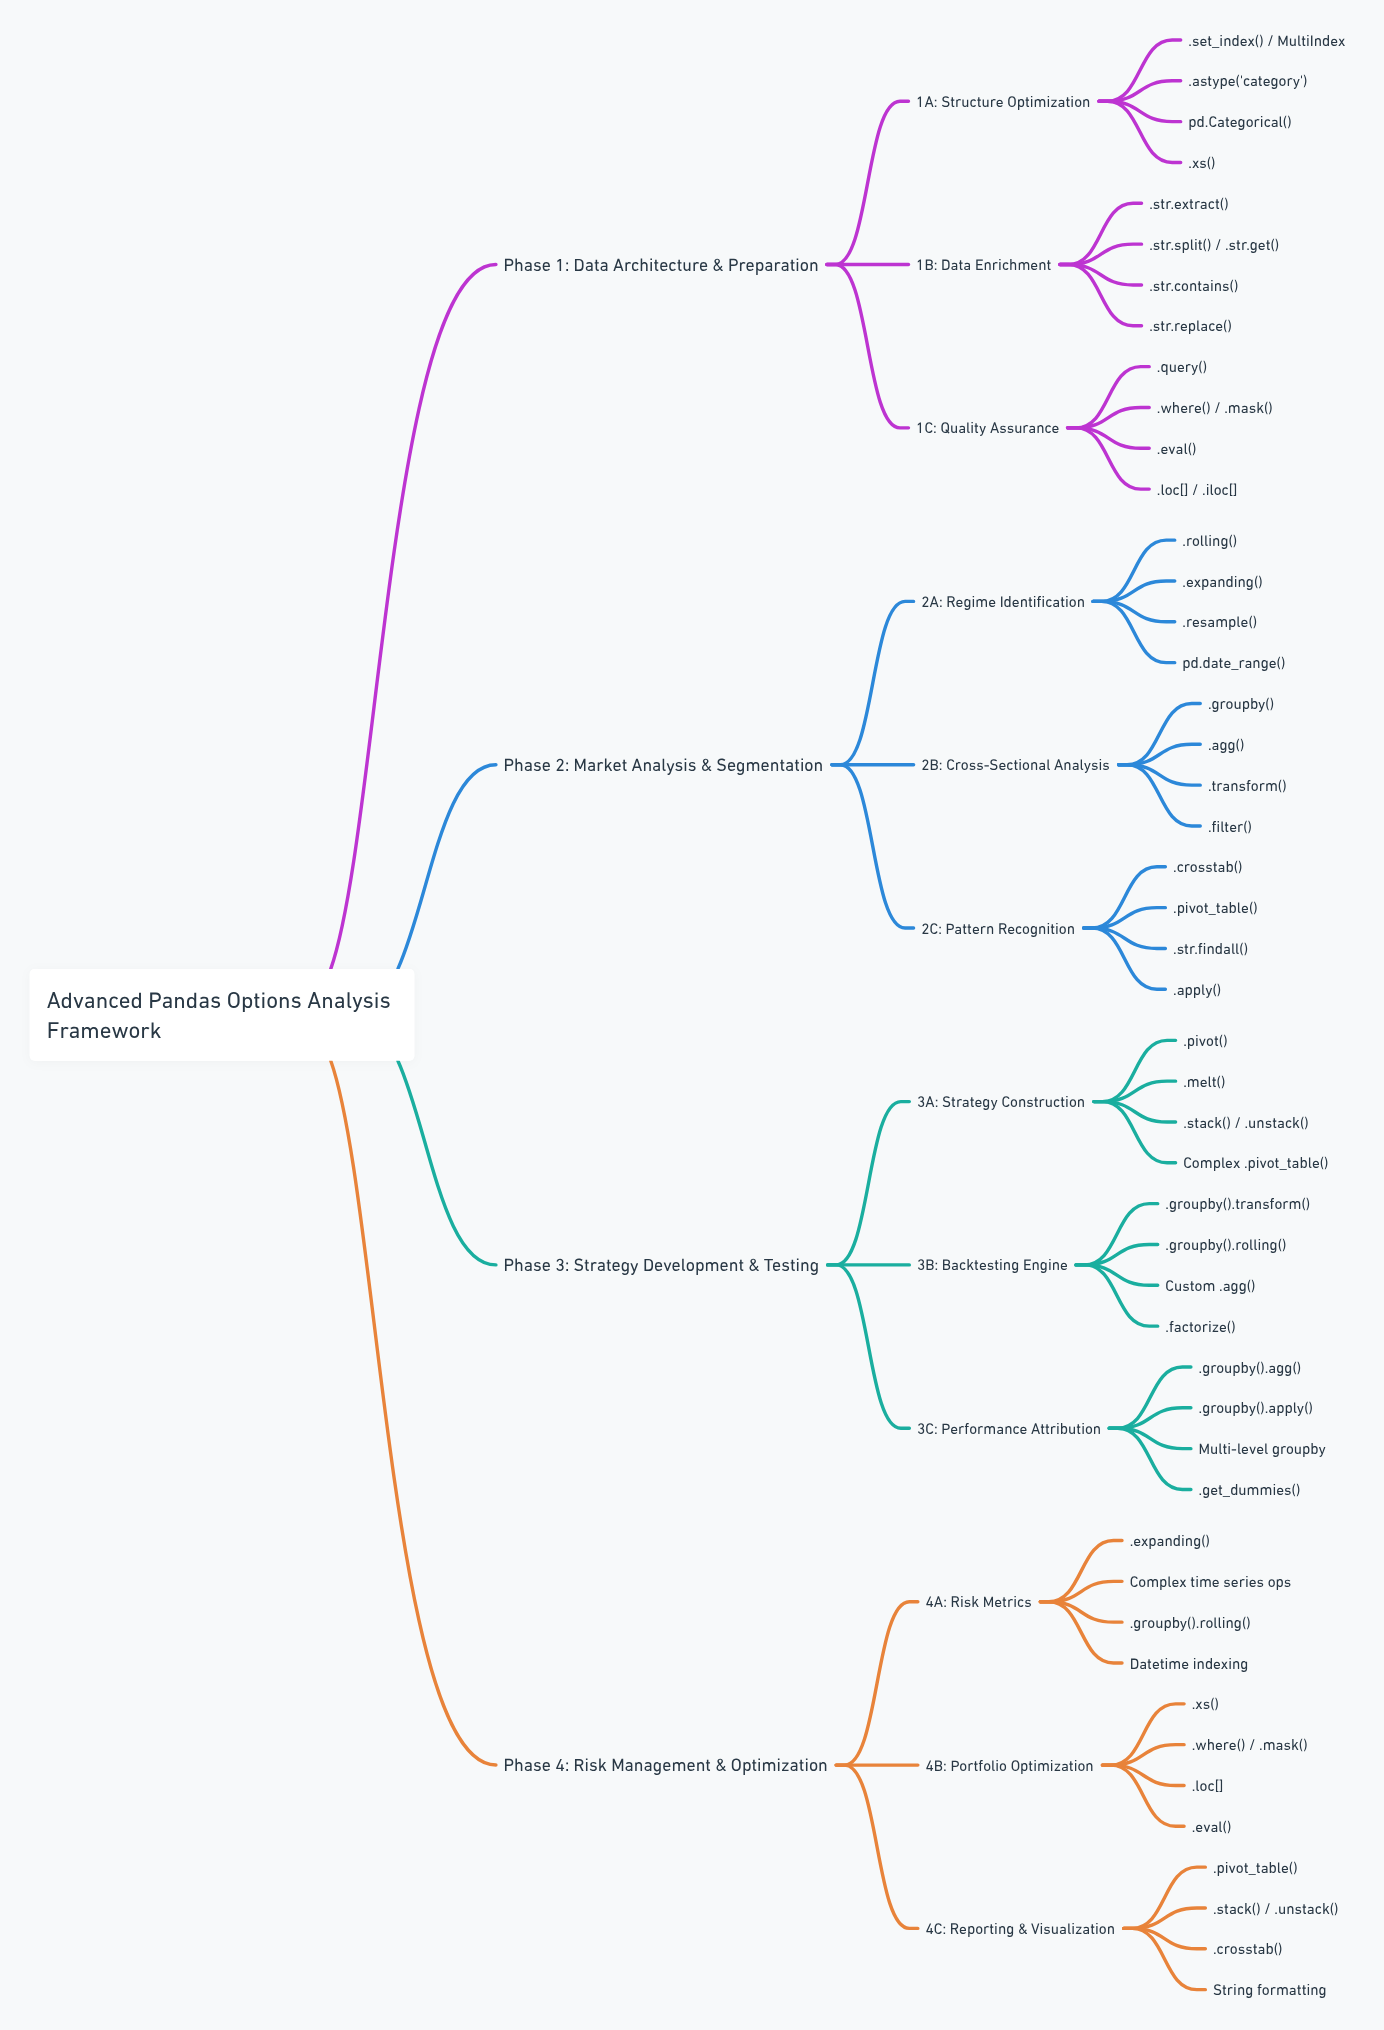 Advanced Pandas Options Analysis
Framework
Phase 1: Data Architecture & Preparation
1A: Structure Optimization
.set_index() / MultiIndex
.astype('category')
pd.Categorical()
.xs()
1B: Data Enrichment
.str.extract()
.str.split() / .str.get()
.str.contains()
.str.replace()
1C: Quality Assurance
.query()
.where() / .mask()
.eval()
.loc[] / .iloc[]
Phase 2: Market Analysis & Segmentation
2A: Regime Identification
.rolling()
.expanding()
.resample()
pd.date_range()
2B: Cross-Sectional Analysis
.groupby()
.agg()
.transform()
.filter()
2C: Pattern Recognition
.crosstab()
.pivot_table()
.str.findall()
.apply()
Phase 3: Strategy Development & Testing
3A: Strategy Construction
.pivot()
.melt()
.stack() / .unstack()
Complex .pivot_table()
3B: Backtesting Engine
.groupby().transform()
.groupby().rolling()
Custom .agg()
.factorize()
3C: Performance Attribution
.groupby().agg()
.groupby().apply()
Multi-level groupby
.get_dummies()
Phase 4: Risk Management & Optimization
4A: Risk Metrics
.expanding()
Complex time series ops
.groupby().rolling()
Datetime indexing
4B: Portfolio Optimization
.xs()
.where() / .mask()
.loc[]
.eval()
4C: Reporting & Visualization
.pivot_table()
.stack() / .unstack()
.crosstab()
String formatting